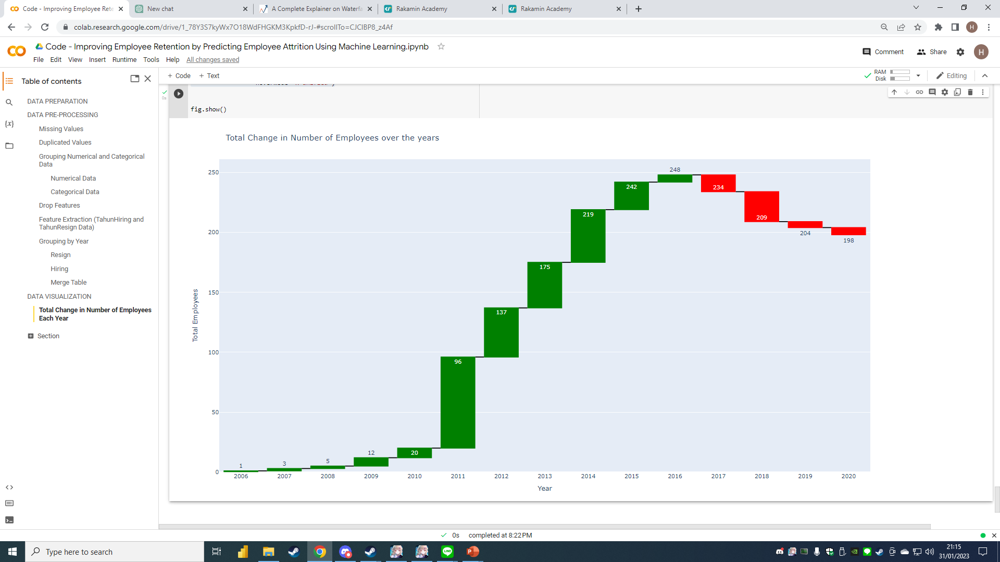 Code - Improving Employee Rete
New chat
A Complete Explainer on Waterfa
Rakamin Academy
Rakamin Academy
colab.research.google.com/drive/1_78Y3S7kyWx7O18WdFHGKM3KpkfD-rJ-#scrollTo=CJClBP8_z4Af
H
CO
Code - Improving Employee Retention by Predicting Employee Attrition Using Machine Learning.ipynb
Comment
Share
H
File Edit View Insert Runtime Tools Help All changes saved
Table of contents
+ Code + Text
RAM
Disk
Editing
DATA PREPARATION
DATA PRE-PROCESSING
Missing Values
Duplicated Values
Grouping Numerical and Categorical
Data
Numerical Data
Categorical Data
Drop Features
Feature Extraction (TahunHiring and
TahunResign Data)
Grouping by Year
Resign
Hiring
Merge Table
DATA VISUALIZATION
Total Change in Number of Employees
Each Year
Section
{x}
0s
fig.show()
Total Change in Number of Employees over the years
250
200
150
100
50
0
Total Employees
1
3
5
12
20
96
137
175
219
242
248
234
209
204
198
2006 2007 2008 2009 2010 2011 2012 2013 2014 2015 2016 2017 2018 2019 2020
Year
0s completed at 8:22 PM
Type here to search
21:15
31/01/2023